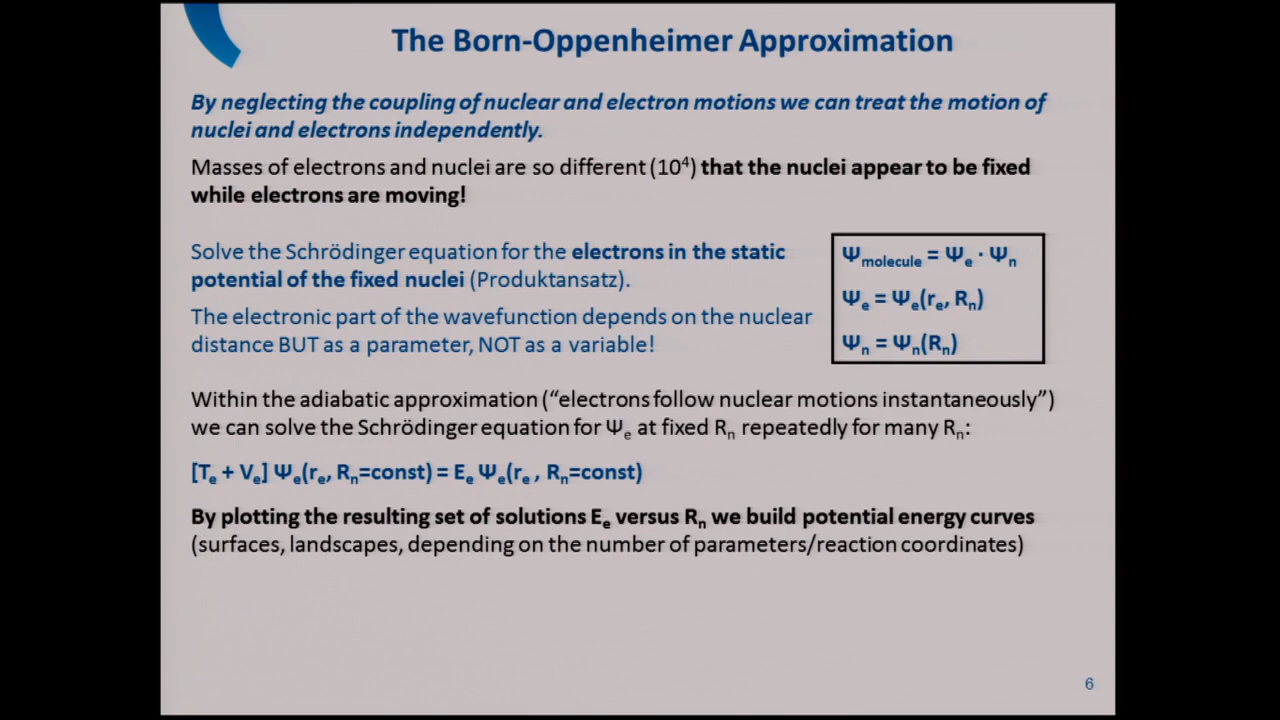 The Born-Oppenheimer Approximation
By neglecting the coupling of nuclear and electron motions we can treat the motion of
nuclei and electrons independently.
Masses of electrons and nuclei are so different (10⁴) that the nuclei appear to be fixed
while electrons are moving!
Solve the Schrödinger equation for the electrons in the static
potential of the fixed nuclei (Produktansatz).
The electronic part of the wavefunction depends on the nuclear
distance BUT as a parameter, NOT as a variable!
Ψmolecule = Ψe · Ψn
Ψe = Ψe(re, Rn)
Ψn = Ψn(Rn)
Within the adiabatic approximation (“electrons follow nuclear motions instantaneously”)
we can solve the Schrödinger equation for Ψe at fixed Rn repeatedly for many Rn:
[Te + Ve] Ψe(re, Rn=const) = Ee Ψe(re , Rn=const)
By plotting the resulting set of solutions Ee versus Rn we build potential energy curves
(surfaces, landscapes, depending on the number of parameters/reaction coordinates)
6